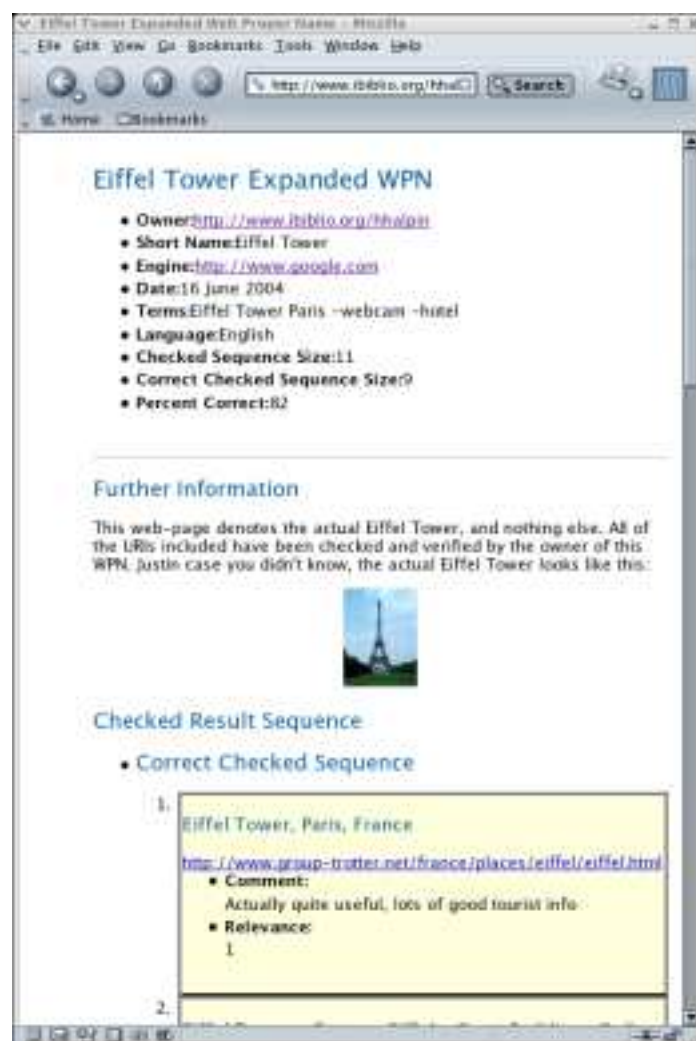 Eiffel Tower Expanded Web Proper Name - Mozilla
File Edit View Go Bookmarks Tools Window Help
http://www.ibiblio.org/hhal Search
Home Bookmarks
Eiffel Tower Expanded WPN
• Owner:http://www.ibiblio.org/hhalpin
• Short Name:Eiffel Tower
• Engine:http://www.google.com
• Date:16 June 2004
• Terms:Eiffel Tower Paris -webcam -hotel
• Language:English
• Checked Sequence Size:11
• Correct Checked Sequence Size:9
• Percent Correct:82
Further Information
This web-page denotes the actual Eiffel Tower, and nothing else. All of
the URIs included have been checked and verified by the owner of this
WPN. Justin case you didn't know, the actual Eiffel Tower looks like this:
Checked Result Sequence
• Correct Checked Sequence
1.
Eiffel Tower, Paris, France
http://www.group-trotter.net/france/places/eiffel/eiffel.html
• Comment:
Actually quite useful, lots of good tourist info
• Relevance:
1
2.